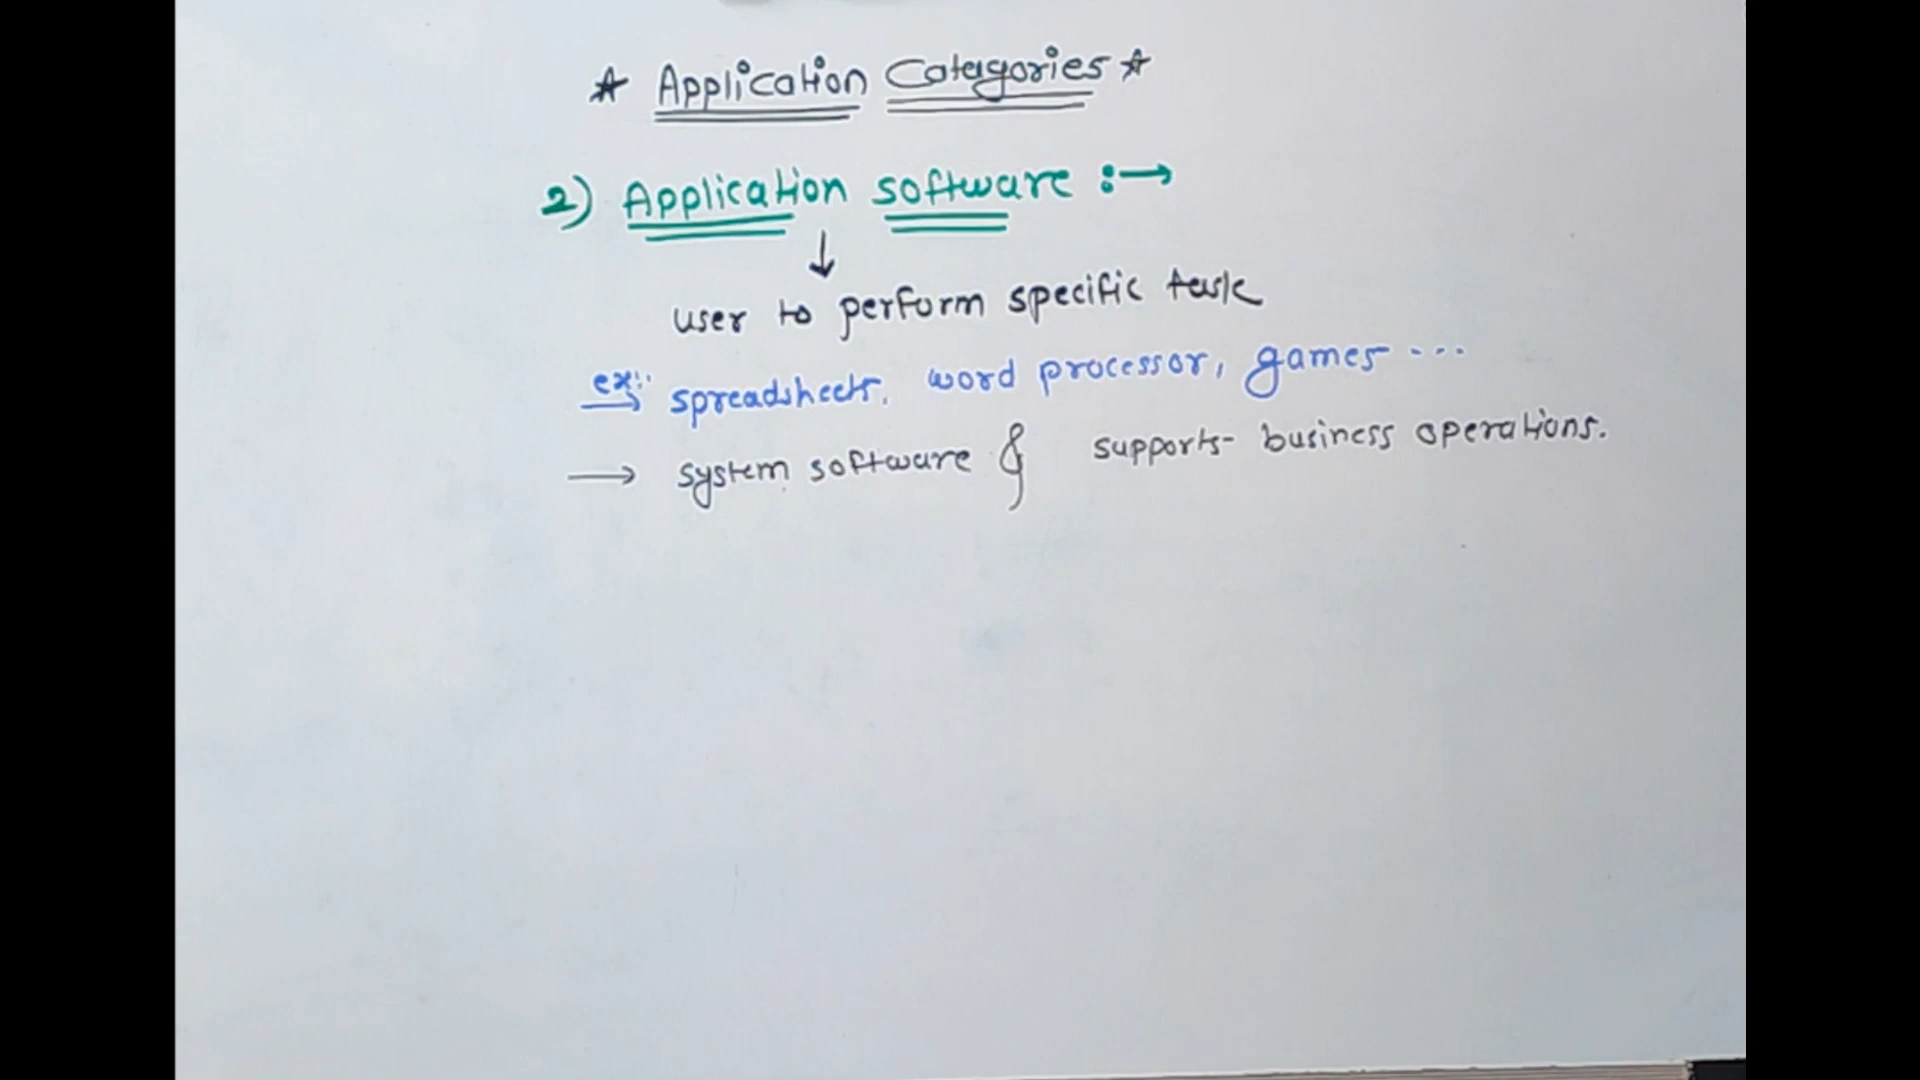 ☆ Application Catagories ☆
2) Application software :→
↓
user to perform specific task
ex:- spreadsheets, word processor, games ...
→ system software & supports- business operations.